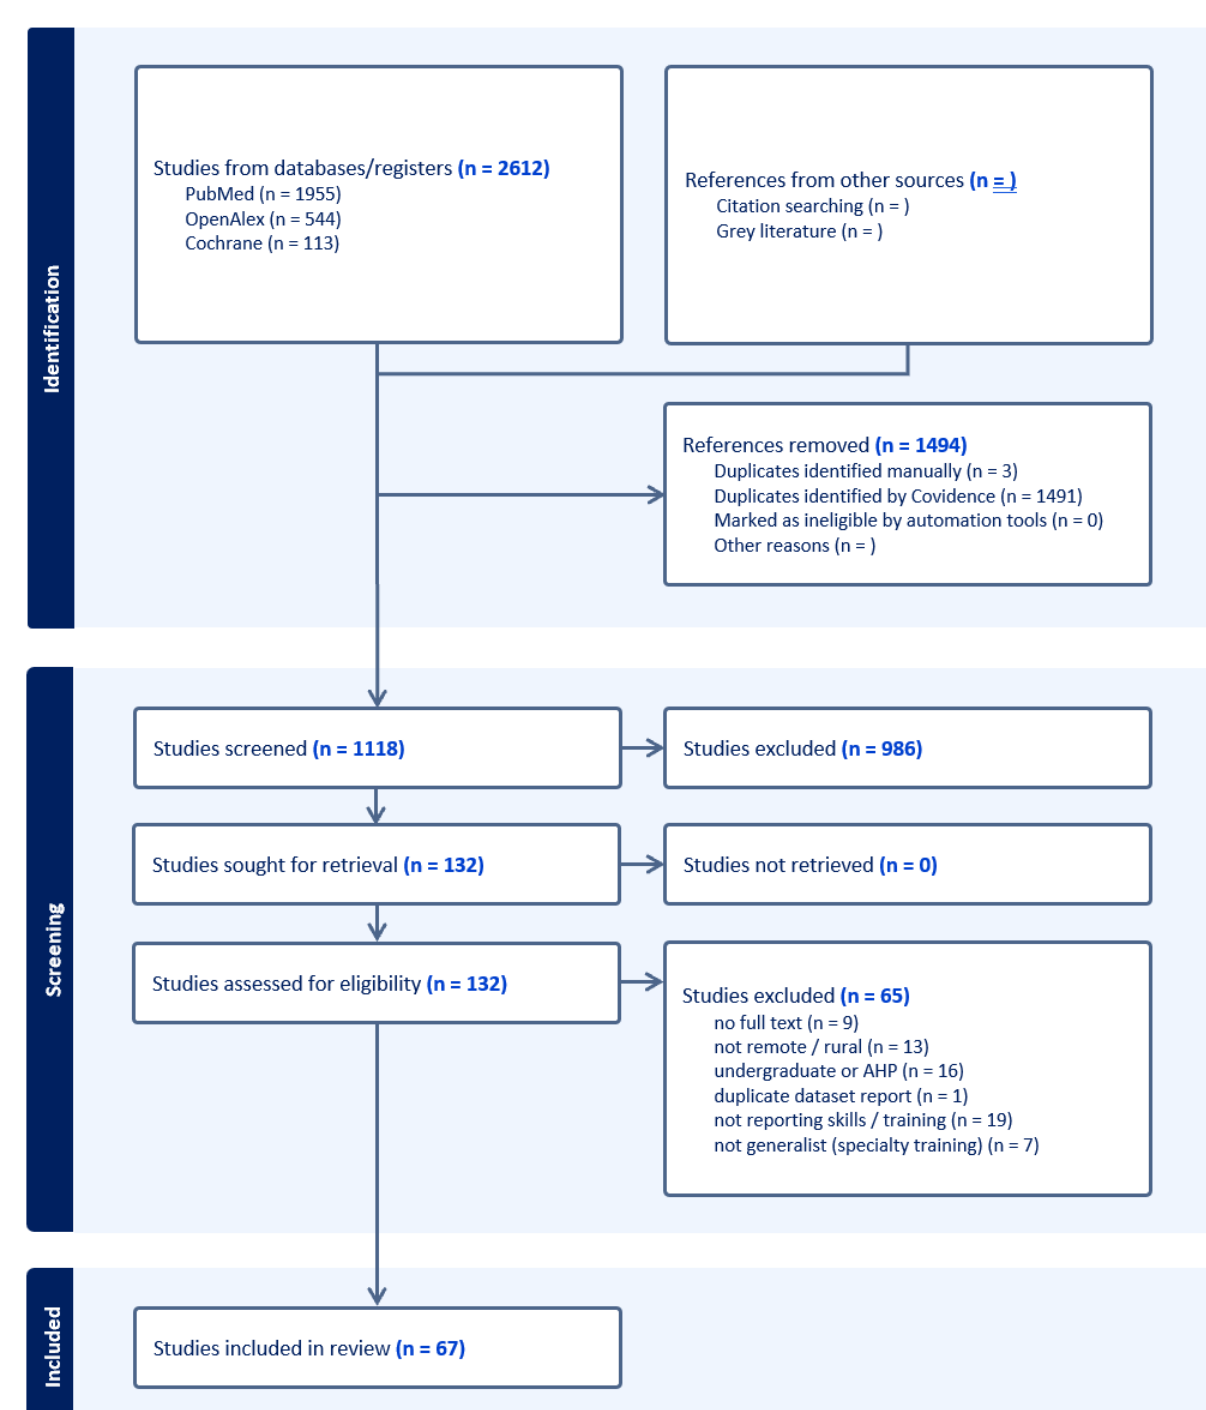 Identification
Studies from databases/registers (n = 2612)
PubMed (n = 1955)
OpenAlex (n = 544)
Cochrane (n = 113)
References from other sources (n = )
Citation searching (n = )
Grey literature (n = )
References removed (n = 1494)
Duplicates identified manually (n = 3)
Duplicates identified by Covidence (n = 1491)
Marked as ineligible by automation tools (n = 0)
Other reasons (n = )
Screening
Studies screened (n = 1118)
Studies excluded (n = 986)
Studies sought for retrieval (n = 132)
Studies not retrieved (n = 0)
Studies assessed for eligibility (n = 132)
Studies excluded (n = 65)
no full text (n = 9)
not remote / rural (n = 13)
undergraduate or AHP (n = 16)
duplicate dataset report (n = 1)
not reporting skills / training (n = 19)
not generalist (specialty training) (n = 7)
Included
Studies included in review (n = 67)